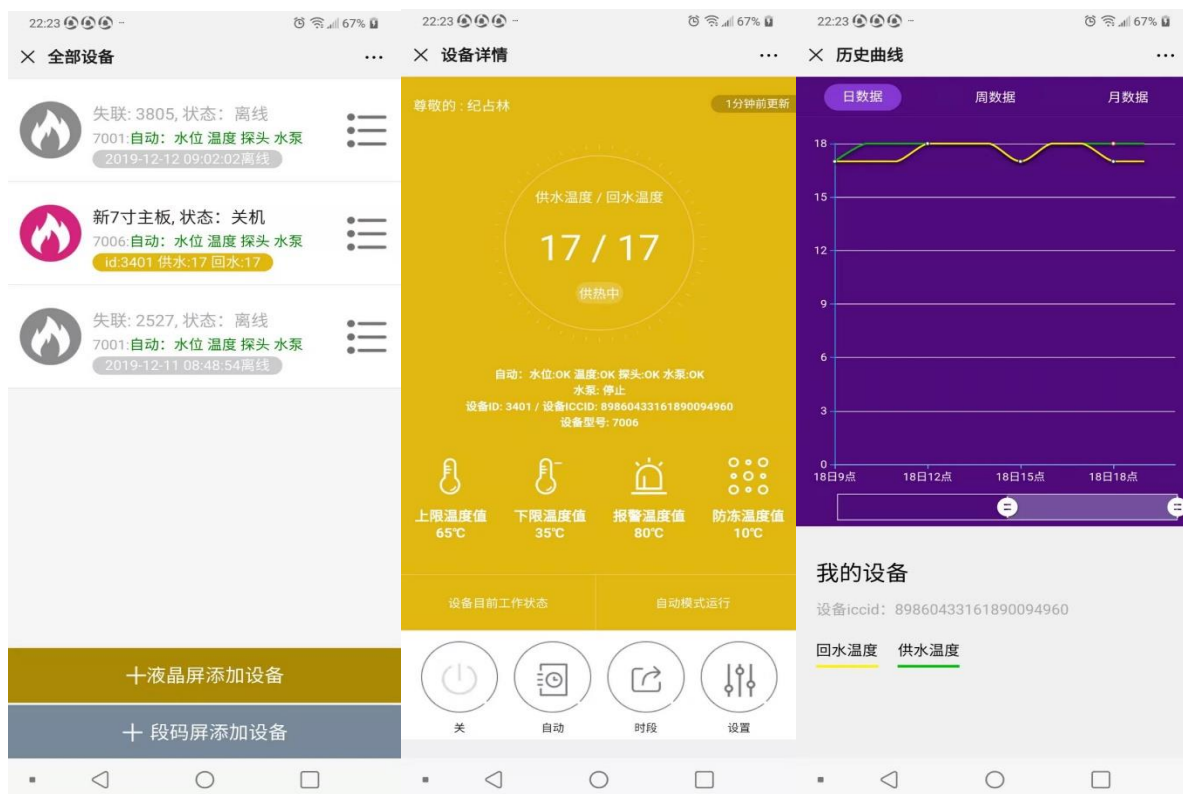 22:23
67%
全部设备
失联: 3805, 状态：离线
7001:自动：水位 温度 探头 水泵
2019-12-12 09:02:02离线
新7寸主板, 状态：关机
7006:自动：水位 温度 探头 水泵
id:3401 供水:17 回水:17
失联: 2527, 状态：离线
7001:自动：水位 温度 探头 水泵
2019-12-11 08:48:54离线
十液晶屏添加设备
十 段码屏添加设备
22:23
67%
设备详情
尊敬的 : 纪占林
1分钟前更新
供水温度 / 回水温度
17 / 17
供热中
自动：水位:OK 温度:OK 探头:OK 水泵:OK
水泵: 停止
设备ID: 3401 / 设备ICCID: 89860433161890094960
设备型号: 7006
上限温度值 下限温度值 报警温度值 防冻温度值
65℃ 35℃ 80℃ 10℃
设备目前工作状态 自动模式运行
关 自动 时段 设置
22:23
67%
历史曲线
日数据 周数据 月数据
18
15
12
9
6
3
0
18日9点 18日12点 18日15点 18日18点
我的设备
设备iccid：89860433161890094960
回水温度 供水温度